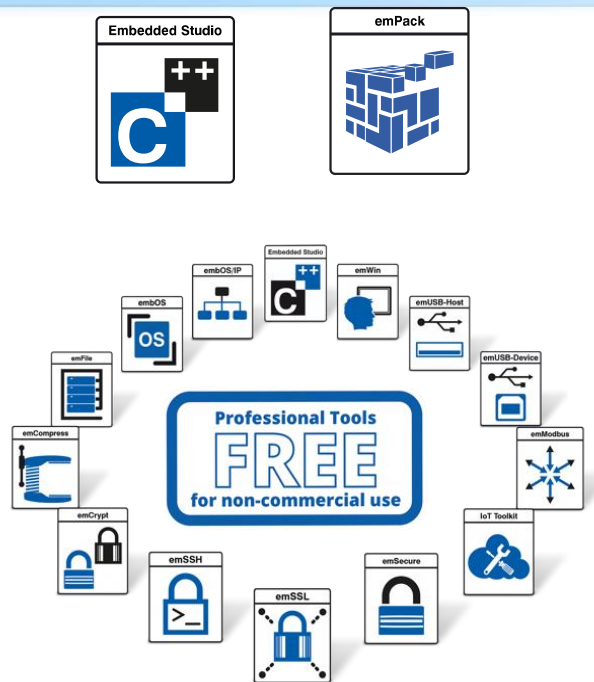 Embedded Studio
++
C
emPack
Embedded Studio
++
C
embOS/IP
emWin
embOS
OS
emUSB-Host
emFile
emUSB-Device
emCompress
Professional Tools
FREE
for non-commercial use
emModbus
emCrypt
IoT Toolkit
emSSH
>_
emSecure
emSSL